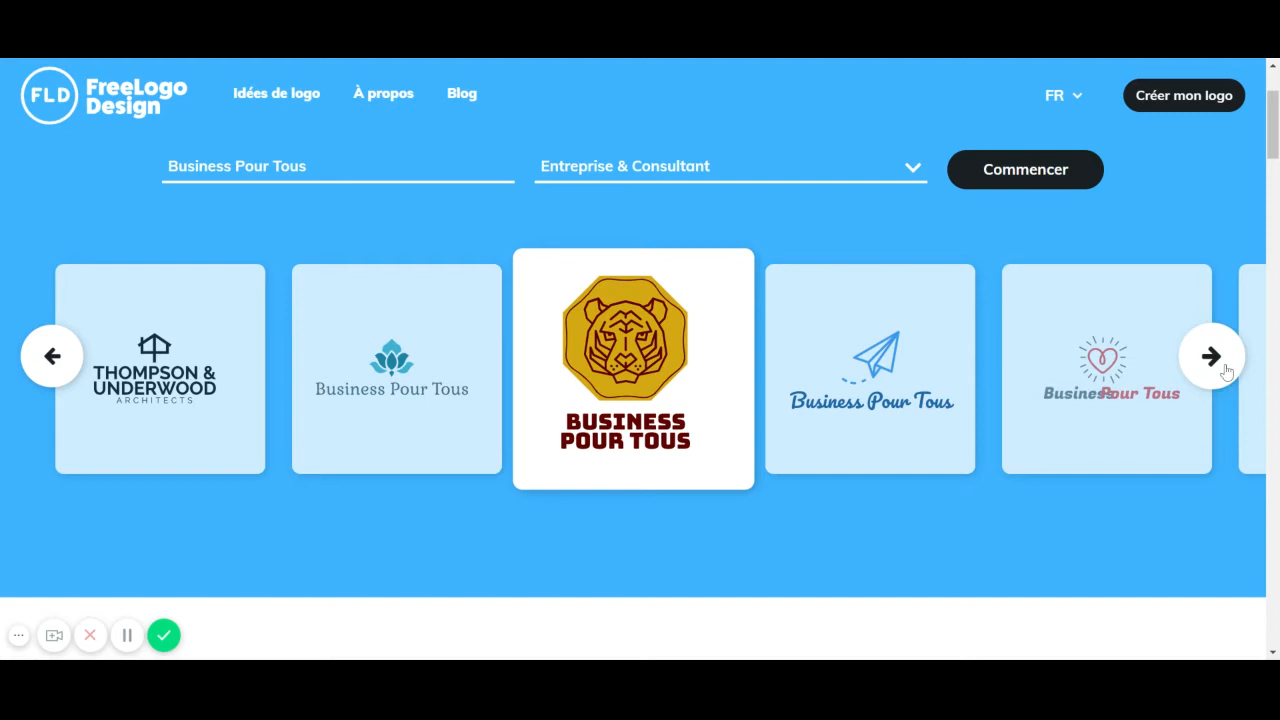 FLD
FreeLogo
Design
Idées de logo
À propos
Blog
FR
Créer mon logo
Business Pour Tous
Entreprise & Consultant
Commencer
THOMPSON &
UNDERWOOD
ARCHITECTS
Business Pour Tous
BUSINESS
POUR TOUS
Business Pour Tous
Business Pour Tous